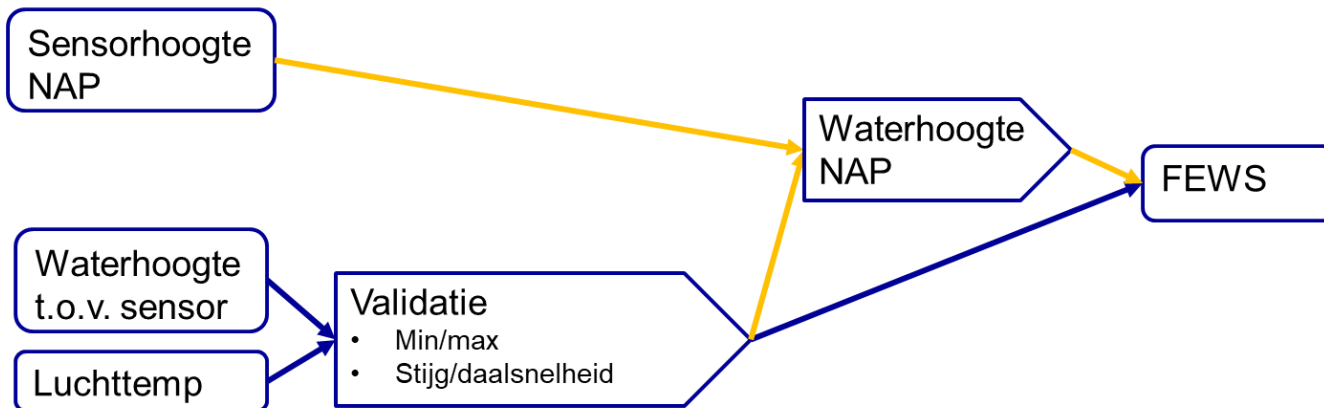 Sensorhoogte
NAP
Waterhoogte
NAP
FEWS
Waterhoogte
t.o.v. sensor
Validatie
• Min/max
• Stijg/daalsnelheid
Luchttemp